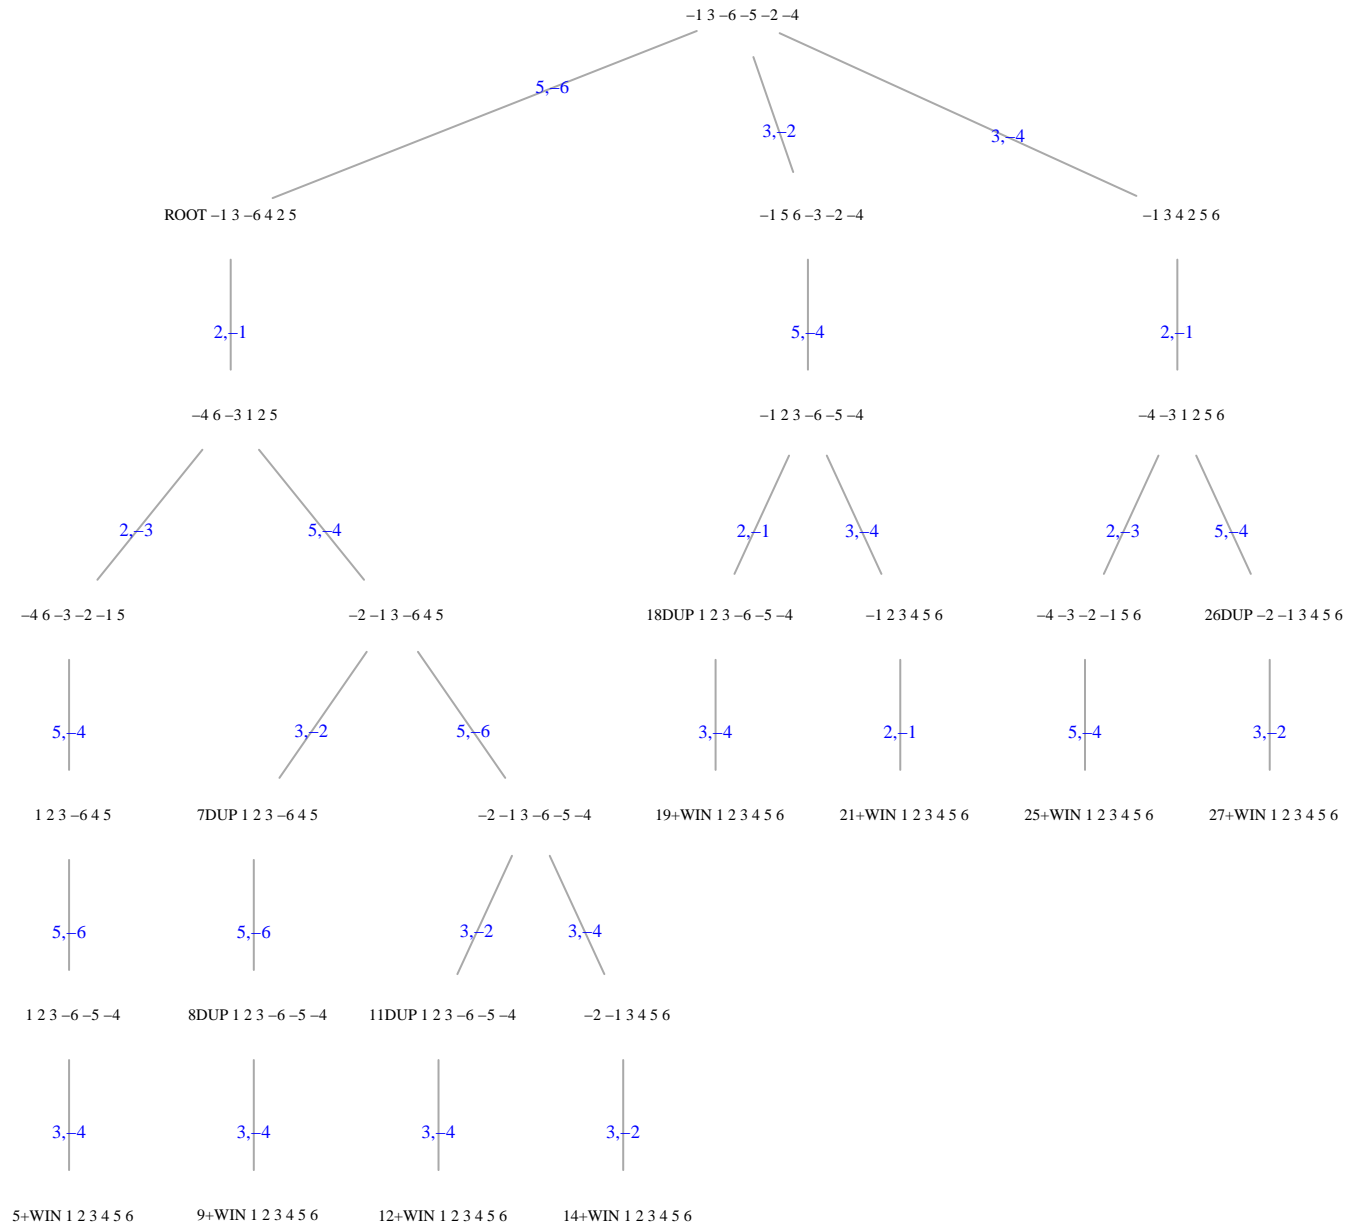 −1 3 −6 −5 −2 −4
5,−6
3,−2
3,−4
ROOT −1 3 −6 4 2 5
−1 5 6 −3 −2 −4
−1 3 4 2 5 6
2,−1
5,−4
2,−1
−4 6 −3 1 2 5
−1 2 3 −6 −5 −4
−4 −3 1 2 5 6
2,−3
5,−4
2,−1
3,−4
2,−3
5,−4
−4 6 −3 −2 −1 5
−2 −1 3 −6 4 5
18DUP 1 2 3 −6 −5 −4
−1 2 3 4 5 6
−4 −3 −2 −1 5 6
26DUP −2 −1 3 4 5 6
5,−4
3,−2
5,−6
3,−4
2,−1
5,−4
3,−2
1 2 3 −6 4 5
7DUP 1 2 3 −6 4 5
−2 −1 3 −6 −5 −4
19+WIN 1 2 3 4 5 6
21+WIN 1 2 3 4 5 6
25+WIN 1 2 3 4 5 6
27+WIN 1 2 3 4 5 6
5,−6
5,−6
3,−2
3,−4
1 2 3 −6 −5 −4
8DUP 1 2 3 −6 −5 −4
11DUP 1 2 3 −6 −5 −4
−2 −1 3 4 5 6
3,−4
3,−4
3,−4
3,−2
5+WIN 1 2 3 4 5 6
9+WIN 1 2 3 4 5 6
12+WIN 1 2 3 4 5 6
14+WIN 1 2 3 4 5 6